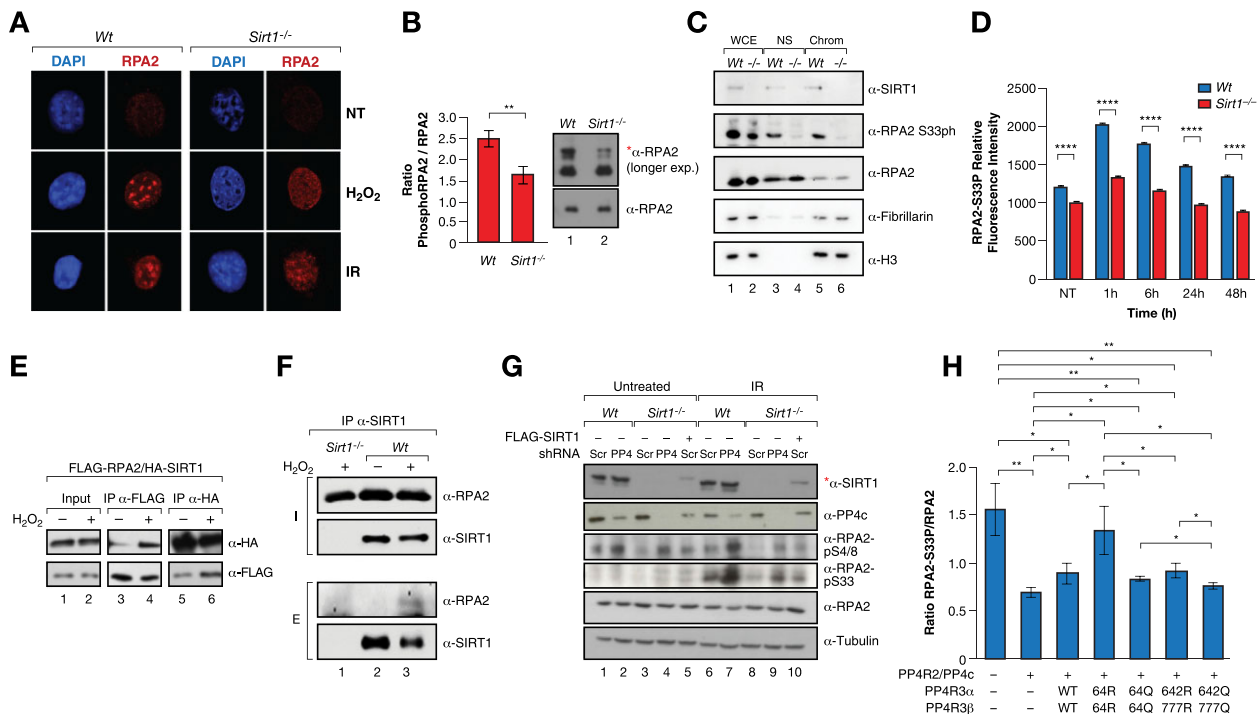 A
Wt Sirt1-/-
DAPI RPA2 DAPI RPA2
NT
H2O2
IR
B
Ratio
PhosphoRPA2 / RPA2
3.0
2.5
2.0
1.5
1.0
0.5
0
**
Wt Sirt1-/-
Wt Sirt1-/-
*α-RPA2
(longer exp.)
α-RPA2
1 2
C
WCE NS Chrom
Wt -/- Wt -/- Wt -/-
α-SIRT1
α-RPA2 S33ph
α-RPA2
α-Fibrillarin
α-H3
1 2 3 4 5 6
D
RPA2-S33P Relative
Fluorescence Intensity
2500
2000
1500
1000
500
0
Wt
Sirt1-/-
**** **** **** **** ****
NT 1h 6h 24h 48h
Time (h)
E
FLAG-RPA2/HA-SIRT1
Input IP α-FLAG IP α-HA
H2O2 – + – + – +
α-HA
α-FLAG
1 2 3 4 5 6
F
IP α-SIRT1
Sirt1-/- Wt
H2O2 + – +
I
α-RPA2
α-SIRT1
E
α-RPA2
α-SIRT1
1 2 3
G
Untreated IR
Wt Sirt1-/- Wt Sirt1-/-
FLAG-SIRT1 – – – – + – – – – +
shRNA Scr PP4 Scr PP4 Scr Scr PP4 Scr PP4 Scr
*α-SIRT1
α-PP4c
α-RPA2-
pS4/8
α-RPA2-
pS33
α-RPA2
α-Tubulin
1 2 3 4 5 6 7 8 9 10
H
Ratio RPA2-S33P/RPA2
2.0
1.5
1.0
0.5
0
**
*
**
*
*
*
*
*
*
*
**
*
*
*
*
*
PP4R2/PP4c – + + + + + +
PP4R3α – – WT 64R 64Q 642R 642Q
PP4R3β – – WT 64R 64Q 777R 777Q